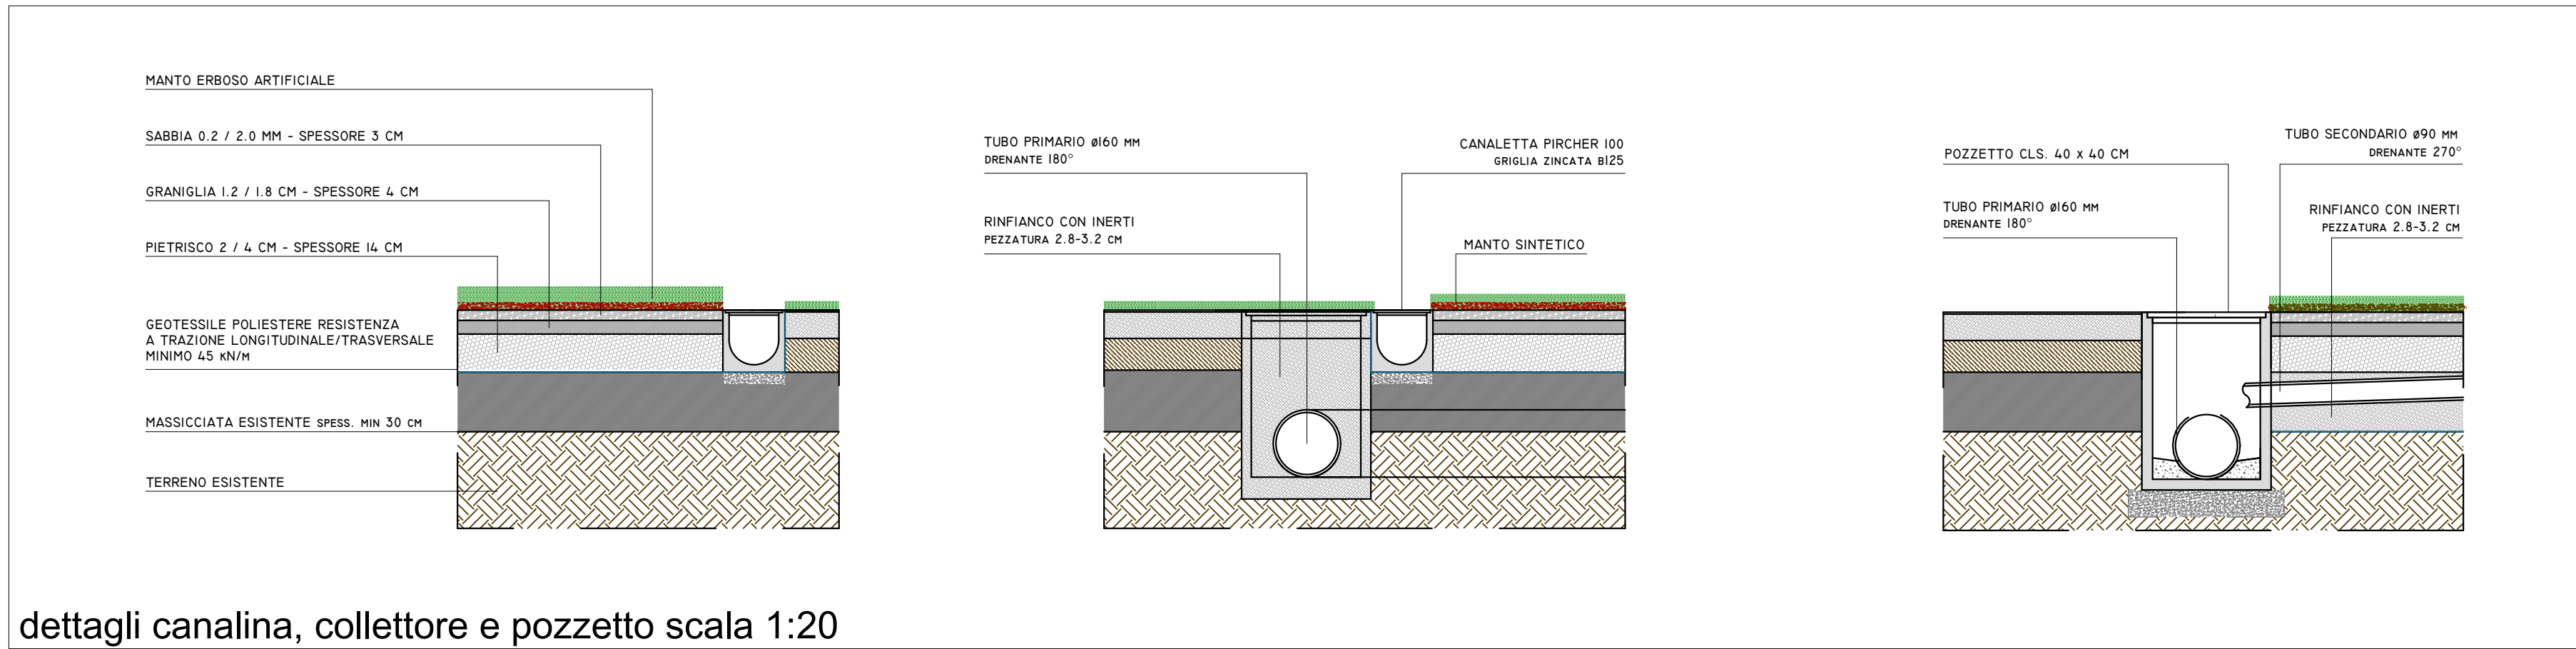 MANTO ERBOSO ARTIFICIALE
SABBIA 0.2 / 2.0 MM - SPESSORE 3 CM
GRANIGLIA 1.2 / 1.8 CM - SPESSORE 4 CM
PIETRISCO 2 / 4 CM - SPESSORE 14 CM
GEOTESSILE POLIESTERE RESISTENZA
A TRAZIONE LONGITUDINALE/TRASVERSALE
MINIMO 45 KN/M
MASSICCIATA ESISTENTE SPESS. MIN 30 CM
TERRENO ESISTENTE
TUBO PRIMARIO ø160 MM
DRENANTE 180°
RINFIANCO CON INERTI
PEZZATURA 2.8-3.2 CM
CANALETTA PIRCHER 100
GRIGLIA ZINCATA B125
MANTO SINTETICO
POZZETTO CLS. 40 x 40 CM
TUBO PRIMARIO ø160 MM
DRENANTE 180°
TUBO SECONDARIO ø90 MM
DRENANTE 270°
RINFIANCO CON INERTI
PEZZATURA 2.8-3.2 CM
dettagli canalina, collettore e pozzetto scala 1:20